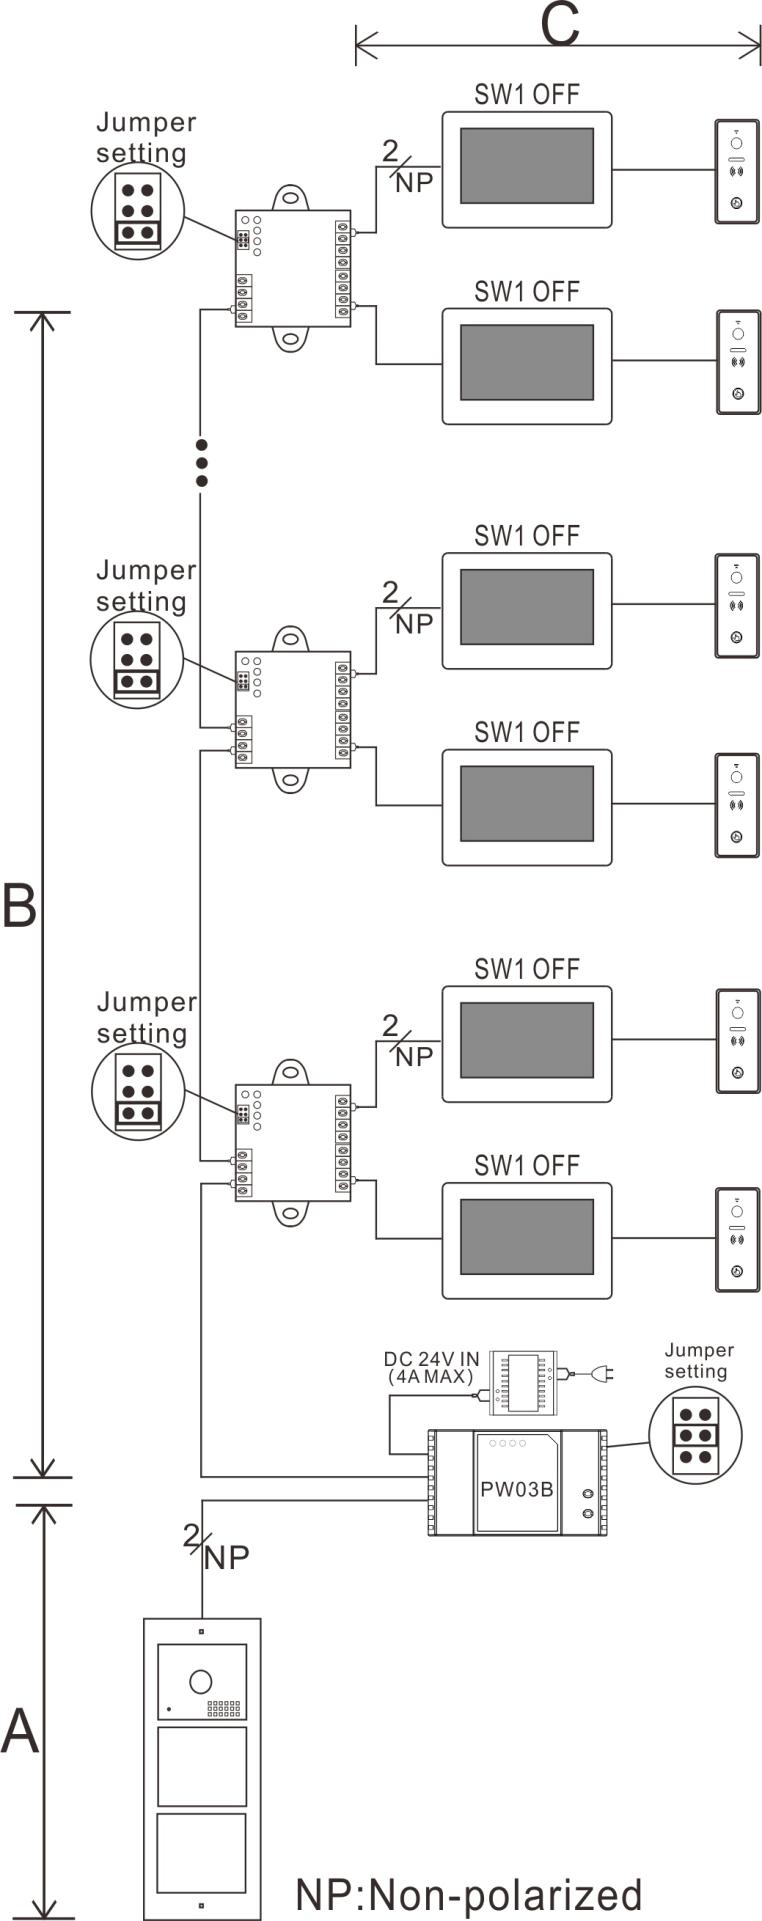 C
SW1 OFF
Jumper
setting
2
NP
SW1 OFF
SW1 OFF
Jumper
setting
2
NP
SW1 OFF
B
SW1 OFF
Jumper
setting
2
NP
SW1 OFF
DC 24V IN
(4A MAX)
Jumper
setting
PW03B
2
NP
A
NP:Non-polarized